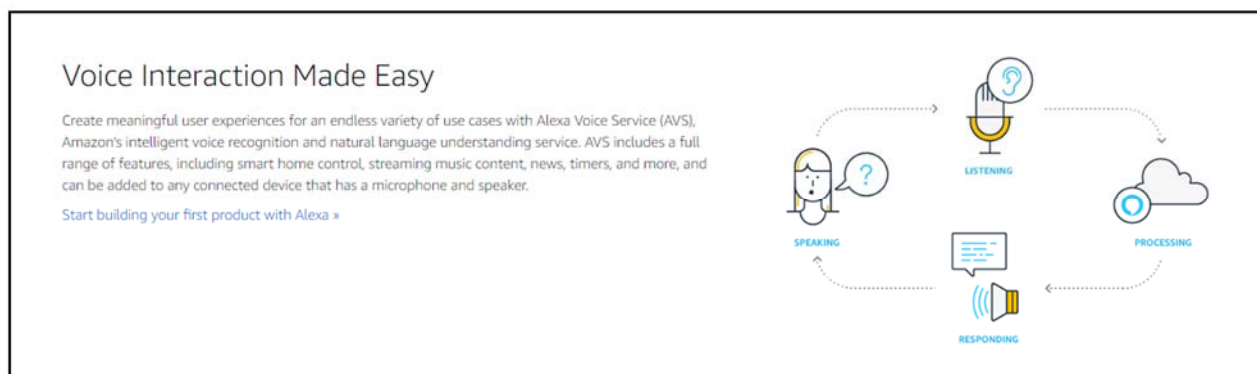 Voice Interaction Made Easy
Create meaningful user experiences for an endless variety of use cases with Alexa Voice Service (AVS),
Amazon's intelligent voice recognition and natural language understanding service. AVS includes a full
range of features, including smart home control, streaming music content, news, timers, and more, and
can be added to any connected device that has a microphone and speaker.
Start building your first product with Alexa »
LISTENING
?
SPEAKING
PROCESSING
RESPONDING